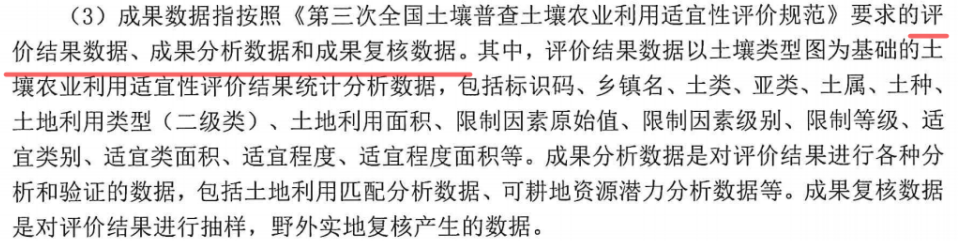 （3）成果数据指按照《第三次全国土壤普查土壤农业利用适宜性评价规范》要求的评
价结果数据、成果分析数据和成果复核数据。其中，评价结果数据以土壤类型图为基础的土
壤农业利用适宜性评价结果统计分析数据，包括标识码、乡镇名、土类、亚类、土属、土种、
土地利用类型（二级类）、土地利用面积、限制因素原始值、限制因素级别、限制等级、适
宜类别、适宜类面积、适宜程度、适宜程度面积等。成果分析数据是对评价结果进行各种分
析和验证的数据，包括土地利用匹配分析数据、可耕地资源潜力分析数据等。成果复核数据
是对评价结果进行抽样，野外实地复核产生的数据。